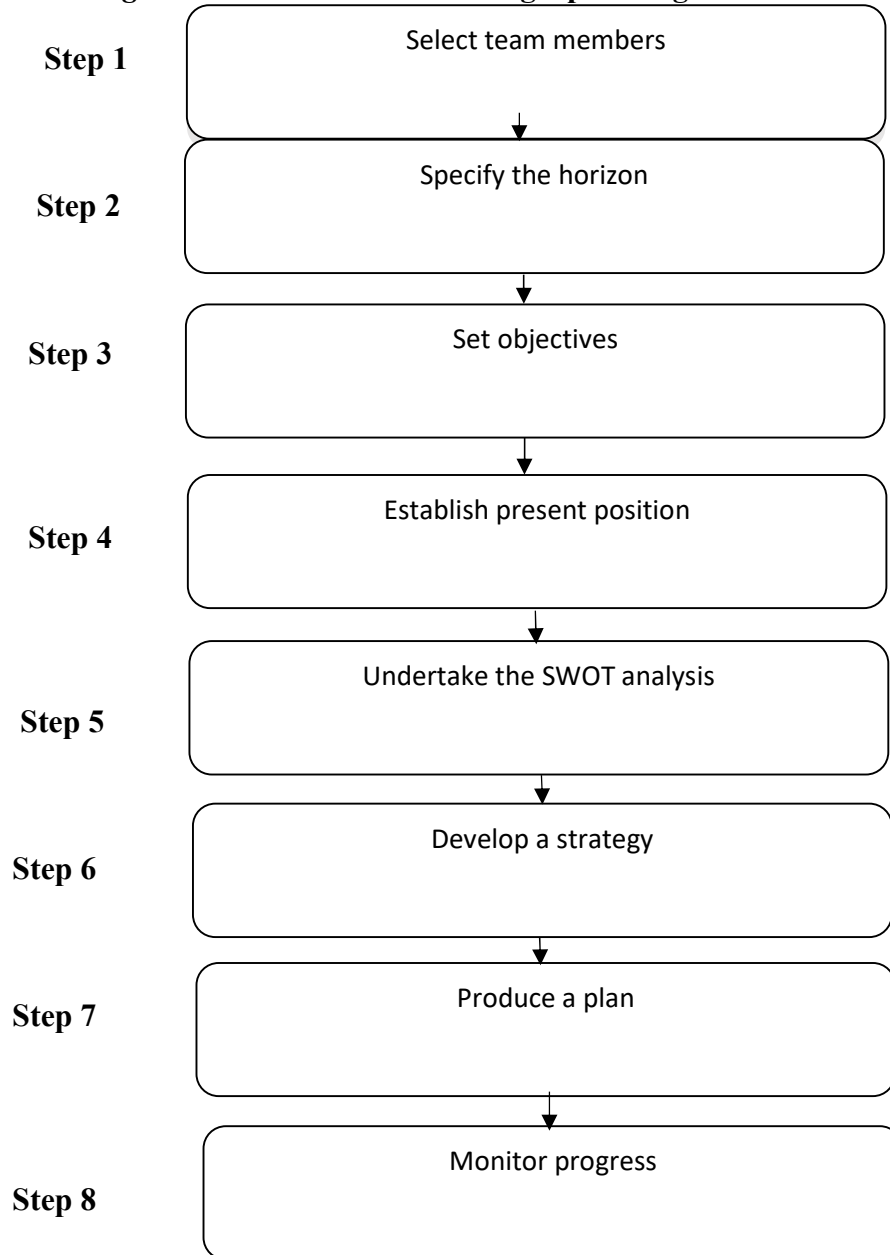 Step 1
Select team members
Step 2
Specify the horizon
Step 3
Set objectives
Step 4
Establish present position
Step 5
Undertake the SWOT analysis
Step 6
Develop a strategy
Step 7
Produce a plan
Step 8
Monitor progress